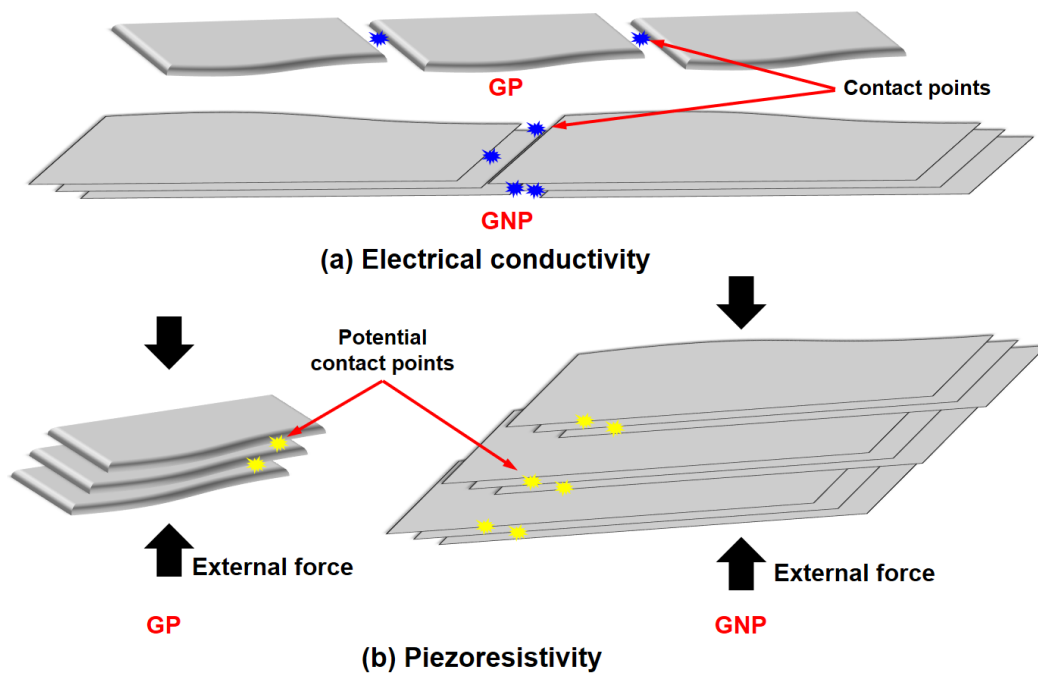 GP
Contact points
GNP
(a) Electrical conductivity
Potential
contact points
External force
External force
GP
GNP
(b) Piezoresistivity